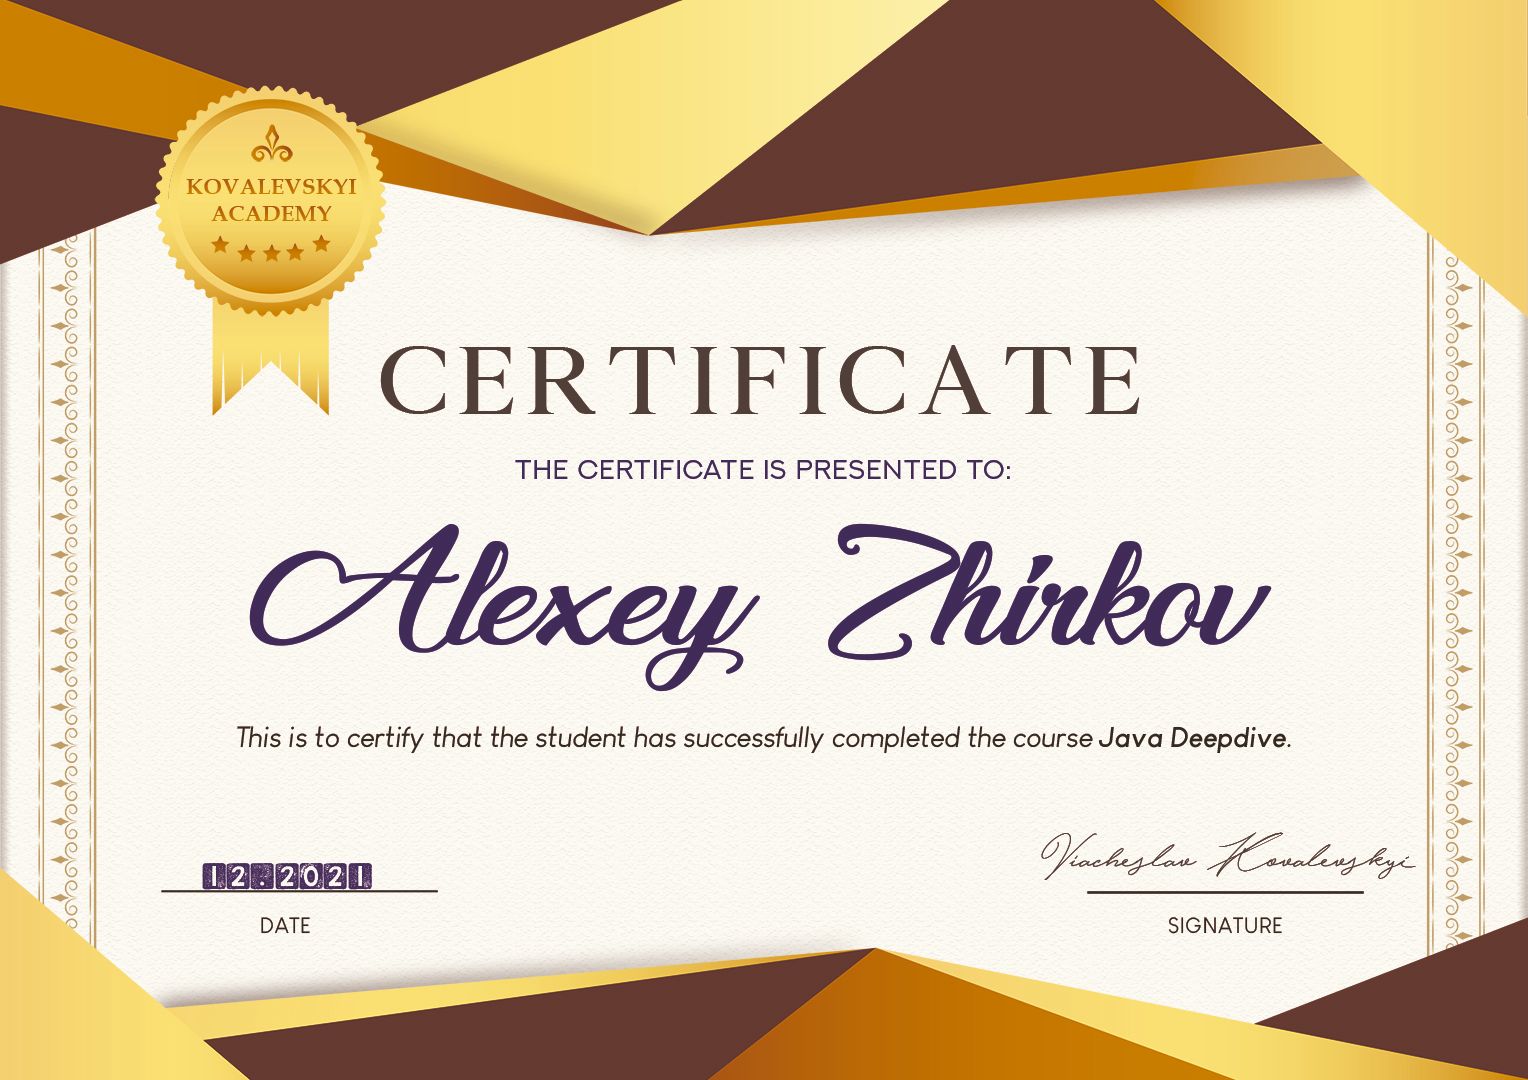 KOVALEVSKYI
ACADEMY
CERTIFICATE
THE CERTIFICATE IS PRESENTED TO:
Alexey Zhirkov
This is to certify that the student has successfully completed the course Java Deepdive.
12.2021
DATE
Viacheslav Kovalevskyi
SIGNATURE